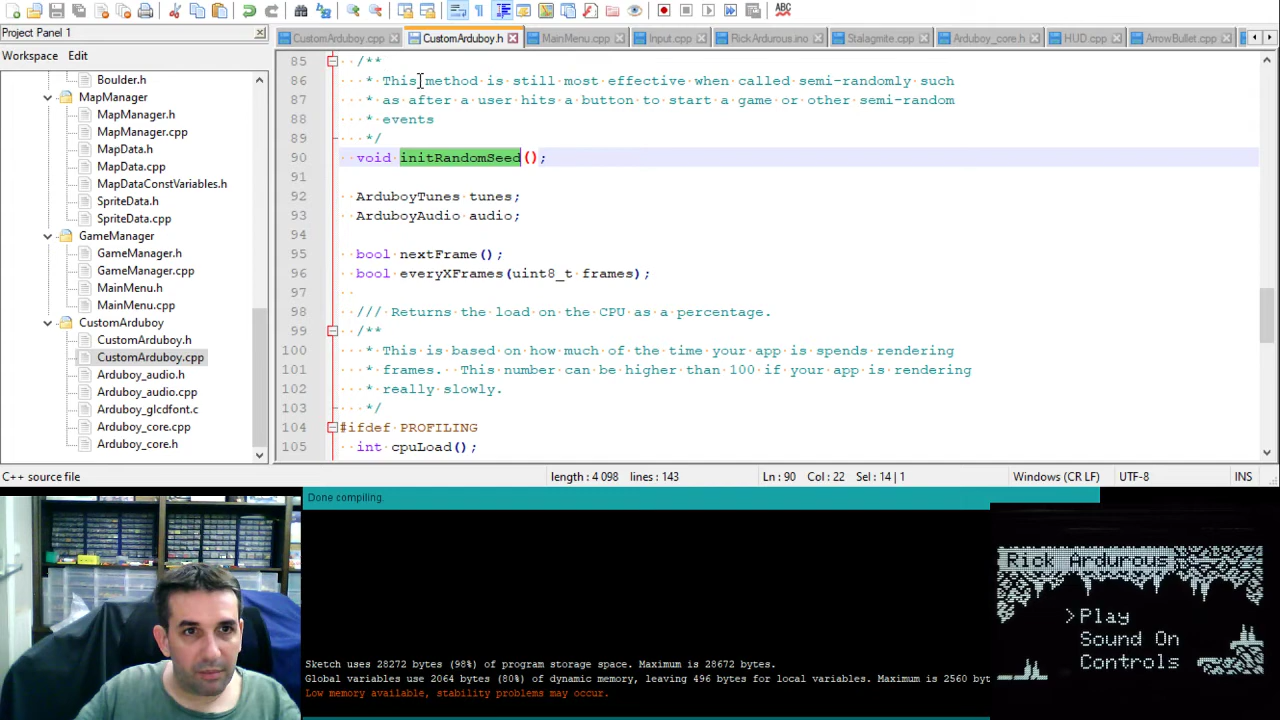 Project Panel 1
Workspace Edit
Boulder.h
MapManager
MapManager.h
MapManager.cpp
MapData.h
MapData.cpp
MapDataConstVariables.h
SpriteData.h
SpriteData.cpp
GameManager
GameManager.h
GameManager.cpp
MainMenu.h
MainMenu.cpp
CustomArduboy
CustomArduboy.h
CustomArduboy.cpp
Arduboy_audio.h
Arduboy_audio.cpp
Arduboy_glcdfont.c
Arduboy_core.cpp
Arduboy_core.h
ABC
CustomArduboy.cpp CustomArduboy.h MainMenu.cpp Input.cpp RickArdurous.ino Stalagmite.cpp Arduboy_core.h HUD.cpp ArrowBullet.cpp
85 /**
86 * This method is still most effective when called semi-randomly such
87 * as after a user hits a button to start a game or other semi-random
88 * events
89 */
90 void initRandomSeed();
91
92 ArduboyTunes tunes;
93 ArduboyAudio audio;
94
95 bool nextFrame();
96 bool everyXFrames(uint8_t frames);
97
98 /// Returns the load on the CPU as a percentage.
99 /**
100 * This is based on how much of the time your app is spends rendering
101 * frames. This number can be higher than 100 if your app is rendering
102 * really slowly.
103 */
104 #ifdef PROFILING
105 int cpuLoad();
C++ source file length : 4 098 lines : 143 Ln : 90 Col : 22 Sel : 14 | 1 Windows (CR LF) UTF-8 INS
Done compiling.
Sketch uses 28272 bytes (98%) of program storage space. Maximum is 28672 bytes.
Global variables use 2064 bytes (80%) of dynamic memory, leaving 496 bytes for local variables. Maximum is 2560 byt
Low memory available, stability problems may occur.
Rick Ardurous
>Play
Sound On
Controls